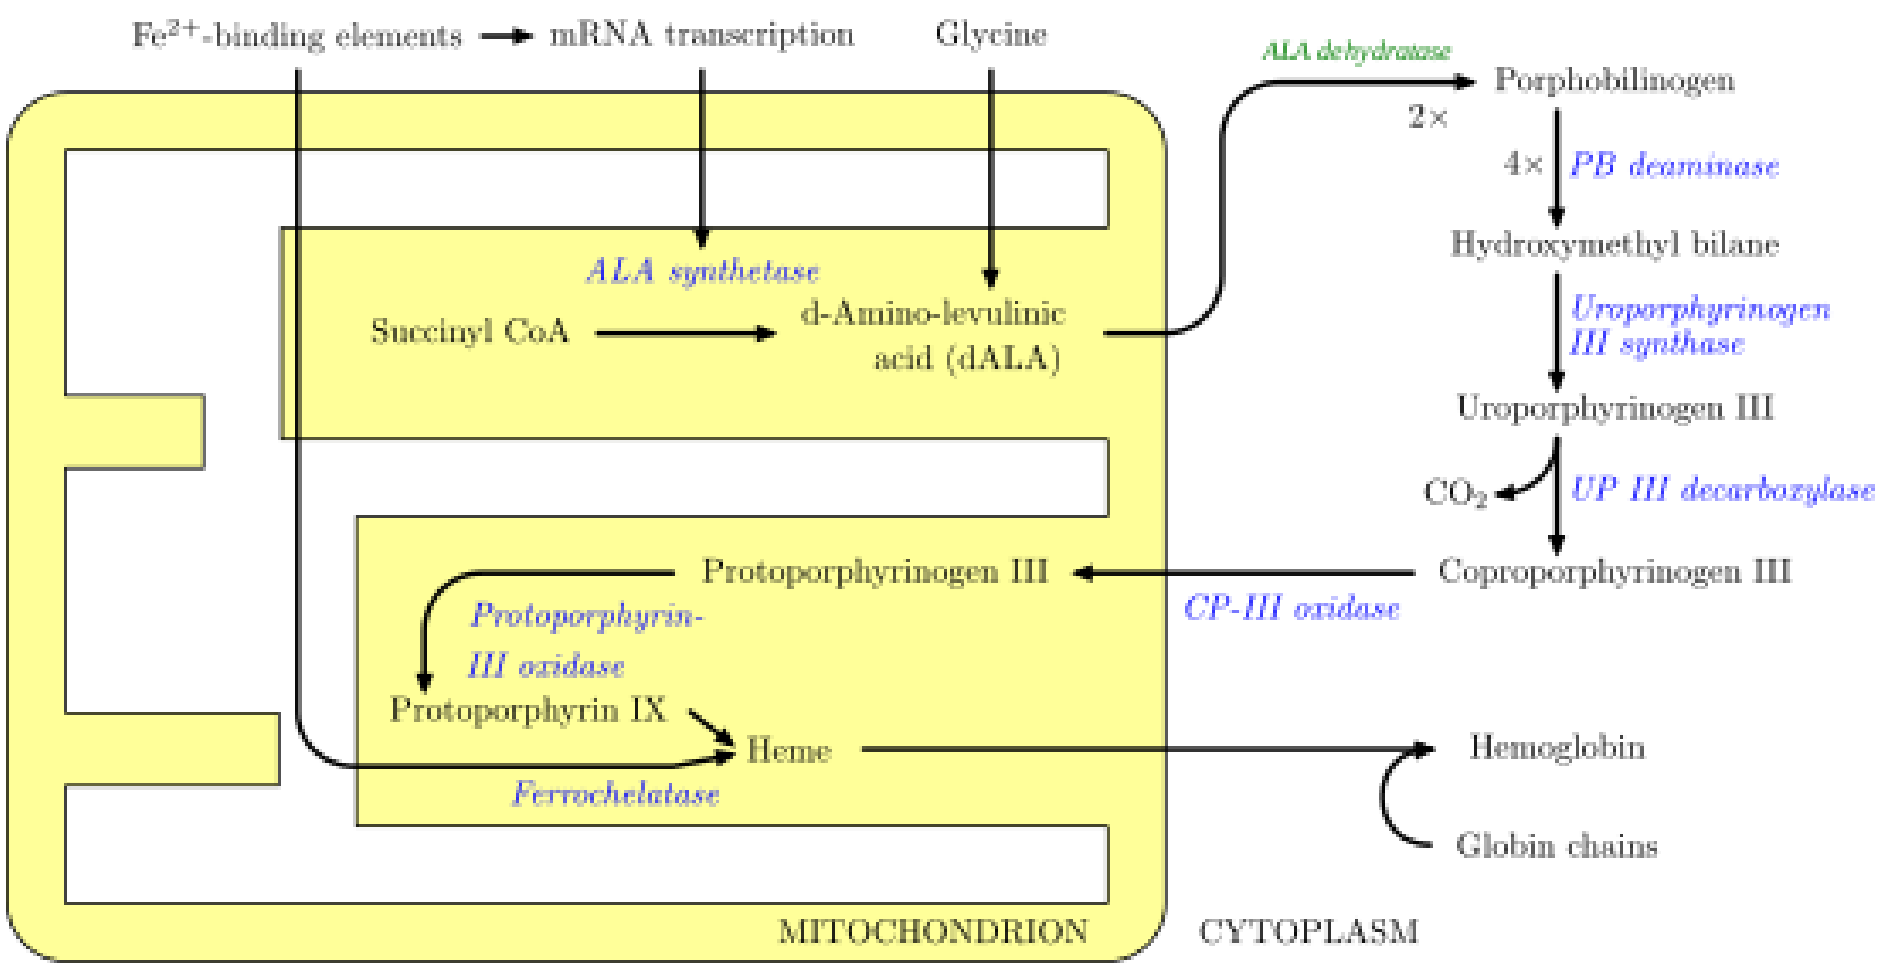 Fe²⁺-binding elements
mRNA transcription
Glycine
ALA dehydratase
Porphobilinogen
2×
4×
PB deaminase
Hydroxymethyl bilane
ALA synthetase
Succinyl CoA
d-Amino-levulinic
acid (dALA)
Uroporphyrinogen
III synthase
Uroporphyrinogen III
CO₂
UP III decarboxylase
Protoporphyrinogen III
Coproporphyrinogen III
CP-III oxidase
Protoporphyrin-
III oxidase
Protoporphyrin IX
Heme
Hemoglobin
Ferrochelatase
Globin chains
MITOCHONDRION
CYTOPLASM